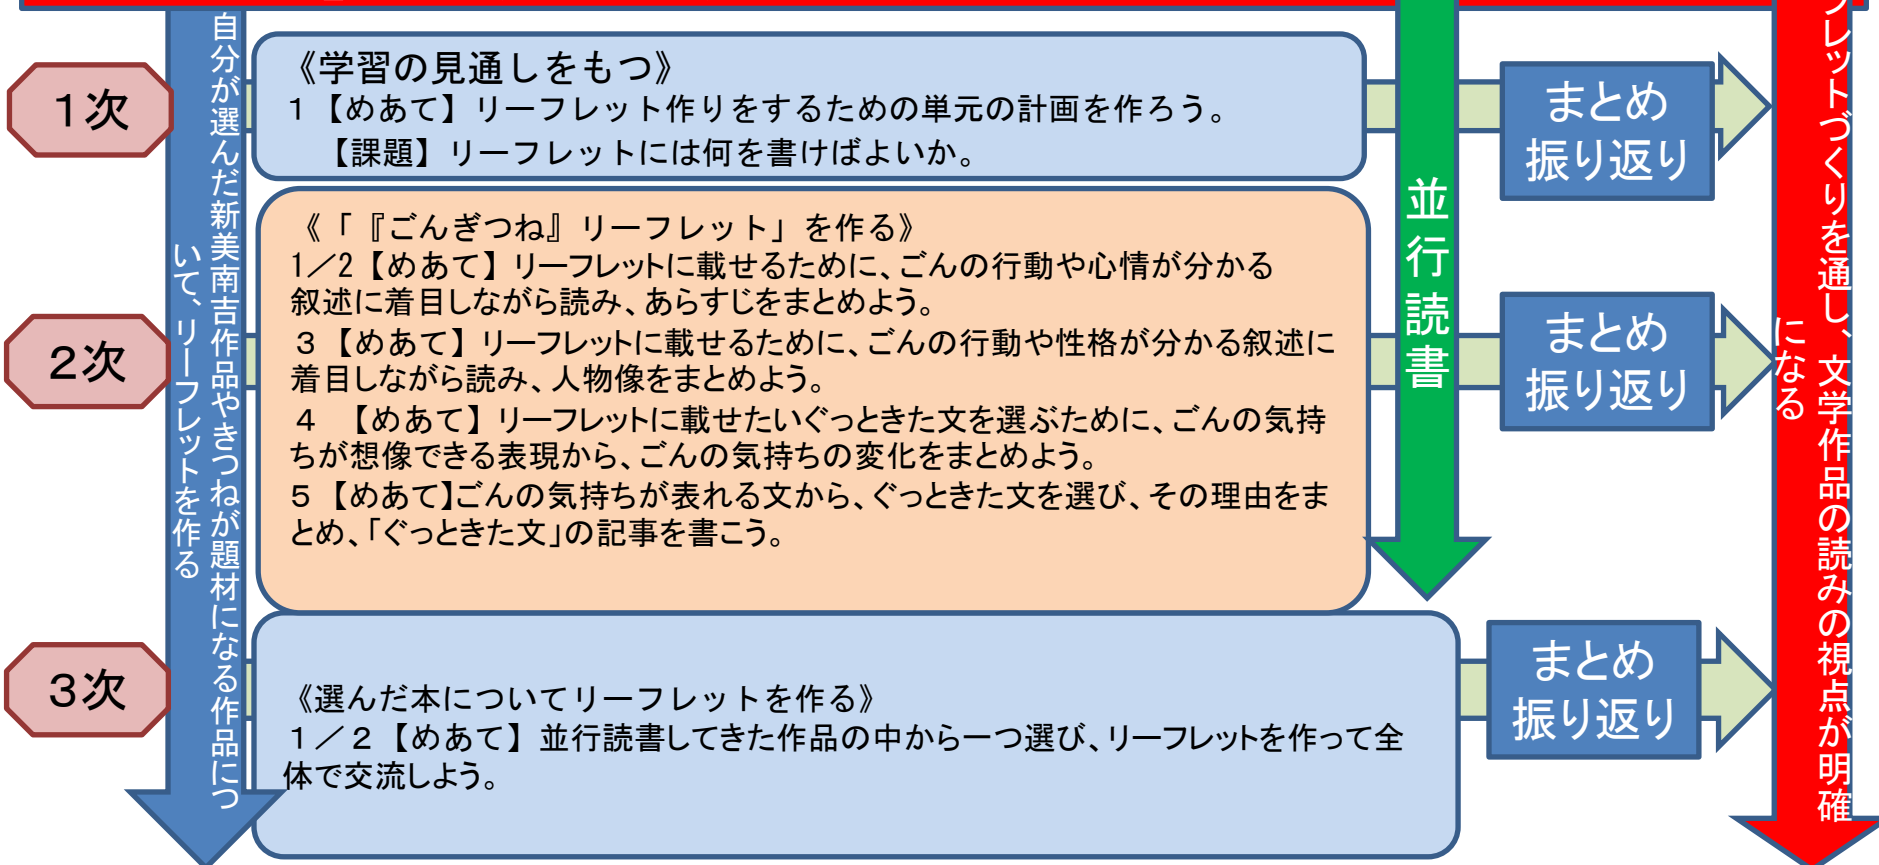 1次
自分が選んだ新美南吉作品やきつねが題材になる作品につ
いて、リーフレットを作る
《学習の見通しをもつ》
1【めあて】リーフレット作りをするための単元の計画を作ろう。
【課題】リーフレットには何を書けばよいか。
まとめ
振り返り
並行読書
2次
《「『ごんぎつね』リーフレット」を作る》
1／2【めあて】リーフレットに載せるために、ごんの行動や心情が分かる
叙述に着目しながら読み、あらすじをまとめよう。
3【めあて】リーフレットに載せるために、ごんの行動や性格が分かる叙述に
着目しながら読み、人物像をまとめよう。
4　【めあて】リーフレットに載せたいぐっときた文を選ぶために、ごんの気持
ちが想像できる表現から、ごんの気持ちの変化をまとめよう。
5【めあて】ごんの気持ちが表れる文から、ぐっときた文を選び、その理由をま
とめ、「ぐっときた文」の記事を書こう。
まとめ
振り返り
3次
《選んだ本についてリーフレットを作る》
1／2【めあて】並行読書してきた作品の中から一つ選び、リーフレットを作って全
体で交流しよう。
まとめ
振り返り
フレットづくりを通し、文学作品の読みの視点が明確
になる